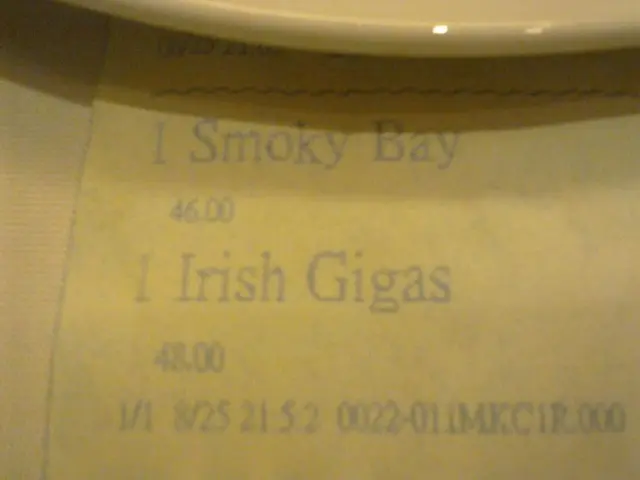 1 Smoky Bay
46.00
1 Irish Gigas
48.00
1/1 8/25 21:5:2 0022-011MKC1R.000